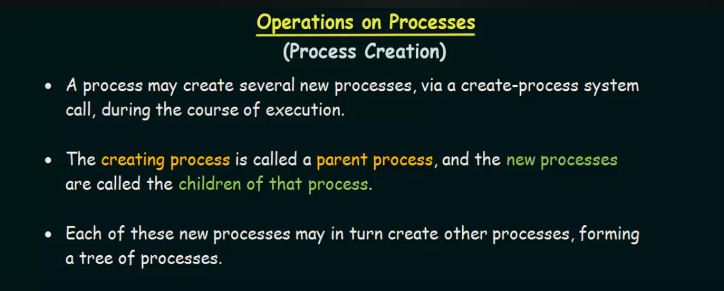 Operations on Processes
(Process Creation)
• A process may create several new processes, via a create-process system
call, during the course of execution.
• The creating process is called a parent process, and the new processes
are called the children of that process.
• Each of these new processes may in turn create other processes, forming
a tree of processes.